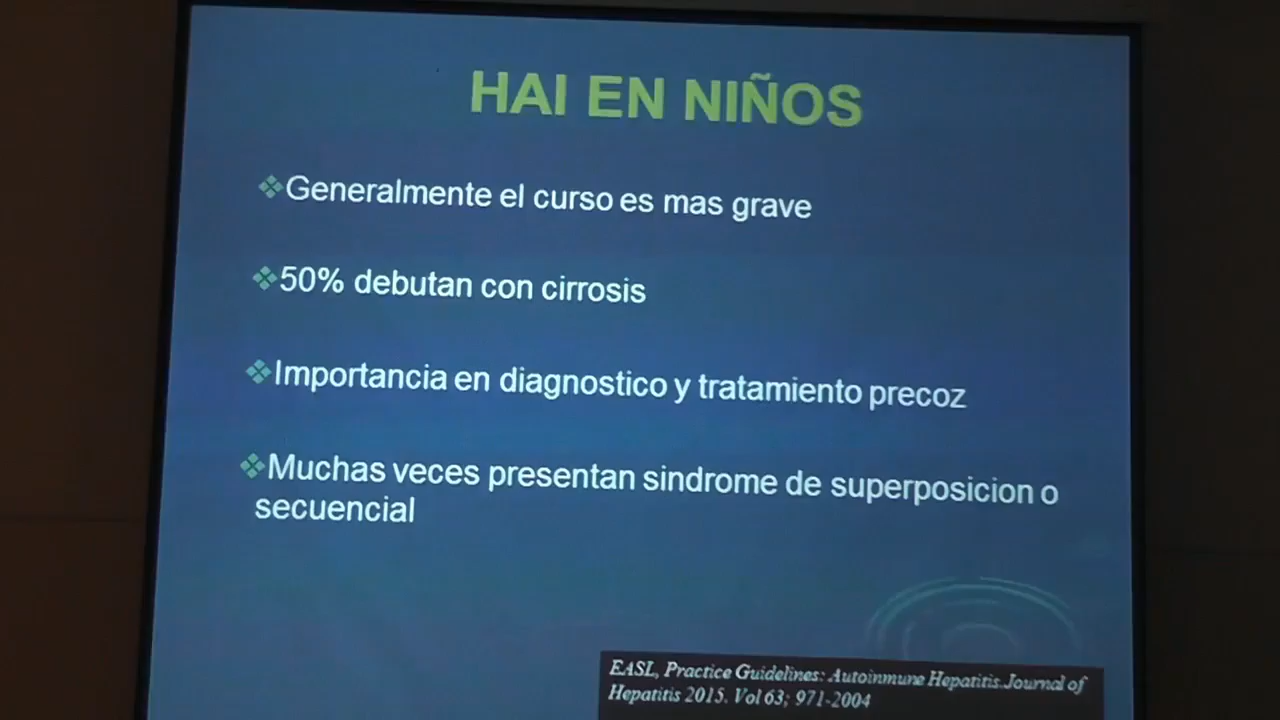 HAI EN NIÑOS
Generalmente el curso es mas grave
50% debutan con cirrosis
Importancia en diagnostico y tratamiento precoz
Muchas veces presentan sindrome de superposicion o
secuencial
EASL, Practice Guidelines: Autoinmune Hepatitis.Journal of
Hepatitis 2015. Vol 63; 971-2004